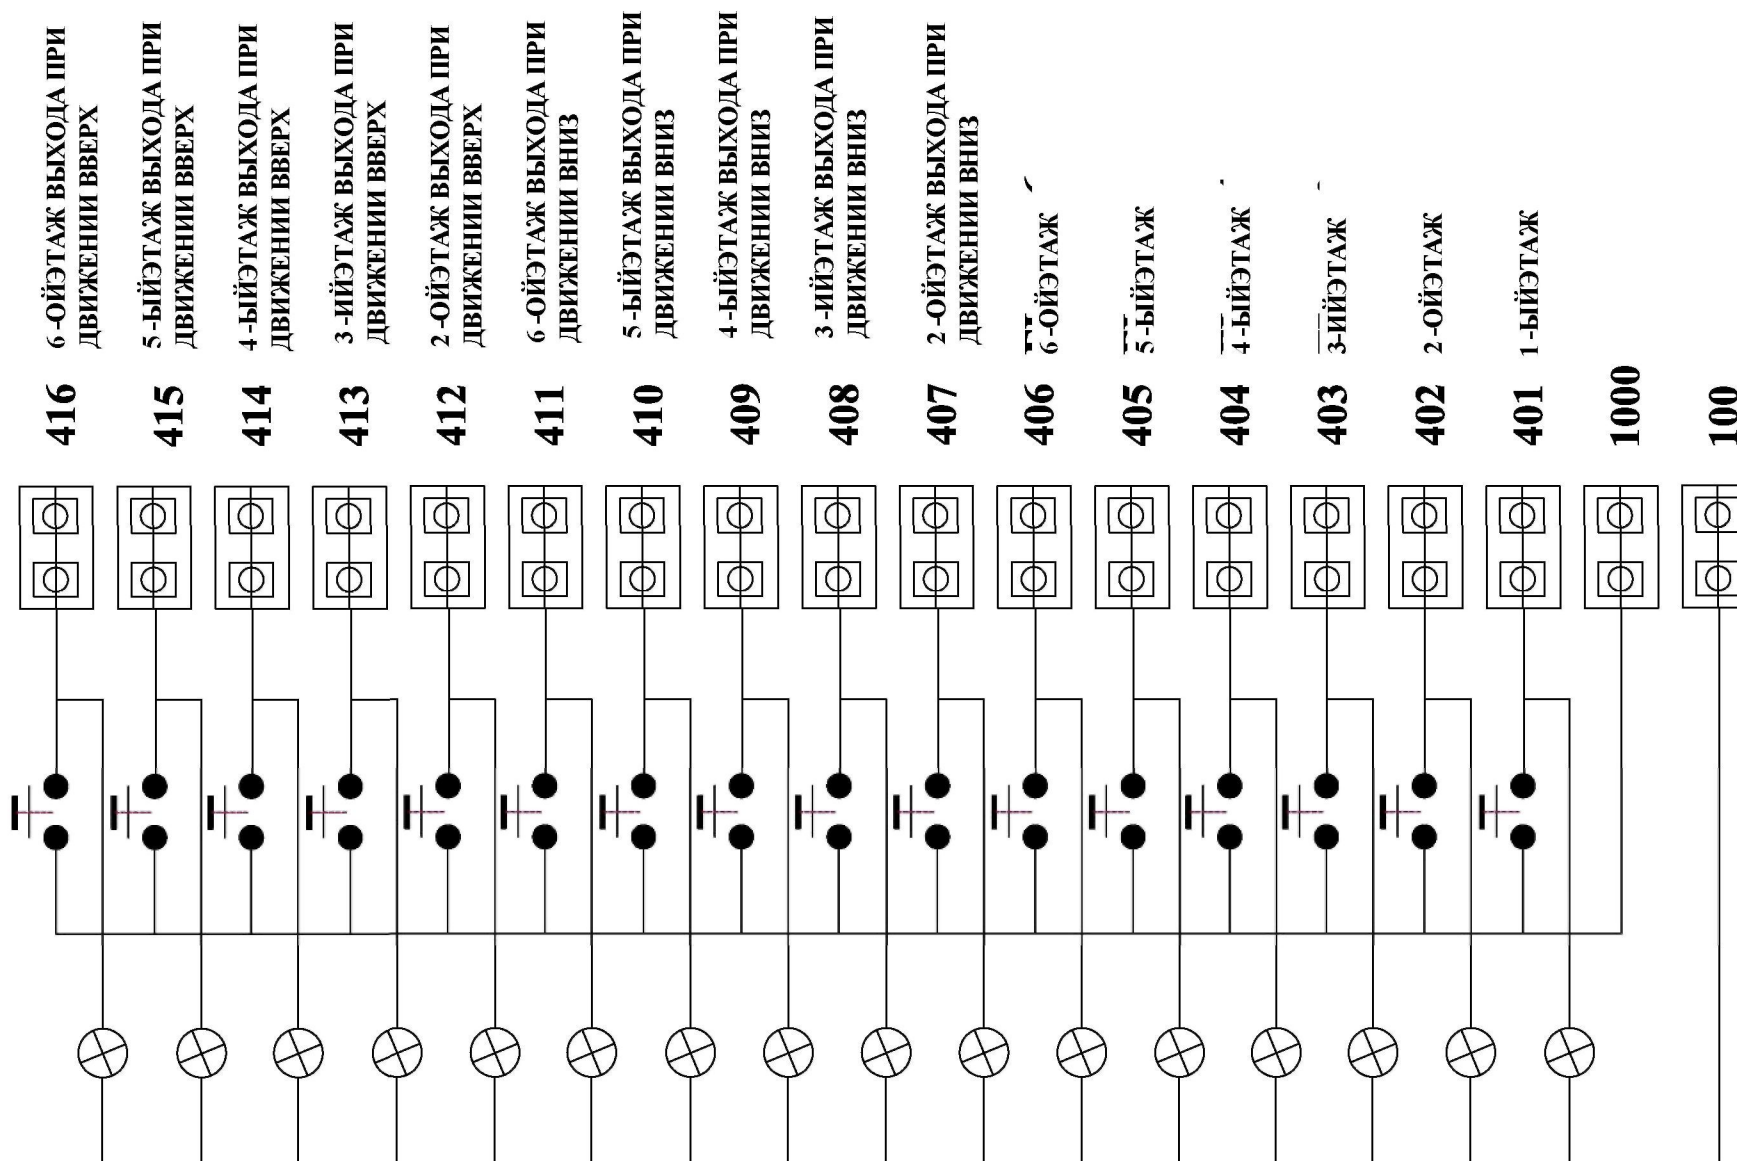 6 -ОЙЭТАЖ ВЫХОДА ПРИ
ДВИЖЕНИИ ВВЕРХ
416
5 -ЫЙЭТАЖ ВЫХОДА ПРИ
ДВИЖЕНИИ ВВЕРХ
415
4 -ЫЙЭТАЖ ВЫХОДА ПРИ
ДВИЖЕНИИ ВВЕРХ
414
3 -ИЙЭТАЖ ВЫХОДА ПРИ
ДВИЖЕНИИ ВВЕРХ
413
2 -ОЙЭТАЖ ВЫХОДА ПРИ
ДВИЖЕНИИ ВВЕРХ
412
6 -ОЙЭТАЖ ВЫХОДА ПРИ
ДВИЖЕНИИ ВНИЗ
411
5 -ЫЙЭТАЖ ВЫХОДА ПРИ
ДВИЖЕНИИ ВНИЗ
410
4 -ЫЙЭТАЖ ВЫХОДА ПРИ
ДВИЖЕНИИ ВНИЗ
409
3 -ИЙЭТАЖ ВЫХОДА ПРИ
ДВИЖЕНИИ ВНИЗ
408
2 -ОЙЭТАЖ ВЫХОДА ПРИ
ДВИЖЕНИИ ВНИЗ
407
6 -ОЙЭТАЖ
406
5 -ЫЙЭТАЖ
405
4 -ЫЙЭТАЖ
404
3-ИЙЭТАЖ
403
2 -ОЙЭТАЖ
402
1 -ЫЙЭТАЖ
401
1000
100